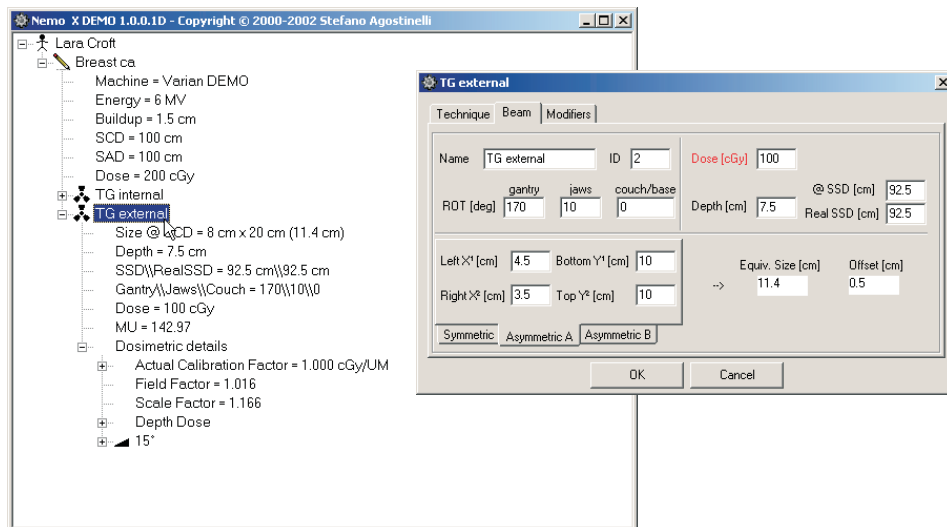 Nemo X DEMO 1.0.0.1D - Copyright © 2000-2002 Stefano Agostinelli
Lara Croft
Breast ca
Machine = Varian DEMO
Energy = 6 MV
Buildup = 1.5 cm
SCD = 100 cm
SAD = 100 cm
Dose = 200 cGy
TG internal
TG external
Size @ CD = 8 cm x 20 cm (11.4 cm)
Depth = 7.5 cm
SSD\\RealSSD = 92.5 cm\\92.5 cm
Gantry\\Jaws\\Couch = 170\\10\\0
Dose = 100 cGy
MU = 142.97
Dosimetric details
Actual Calibration Factor = 1.000 cGy/UM
Field Factor = 1.016
Scale Factor = 1.166
Depth Dose
15°
TG external
Technique Beam Modifiers
Name TG external ID 2
gantry jaws couch/base
ROT [deg] 170 10 0
Dose [cGy] 100
@ SSD [cm] 92.5
Depth [cm] 7.5 Real SSD [cm] 92.5
Left X¹ [cm] 4.5 Bottom Y¹ [cm] 10
Right X² [cm] 3.5 Top Y² [cm] 10
Equiv. Size [cm] Offset [cm]
--> 11.4 0.5
Symmetric Asymmetric A Asymmetric B
OK Cancel